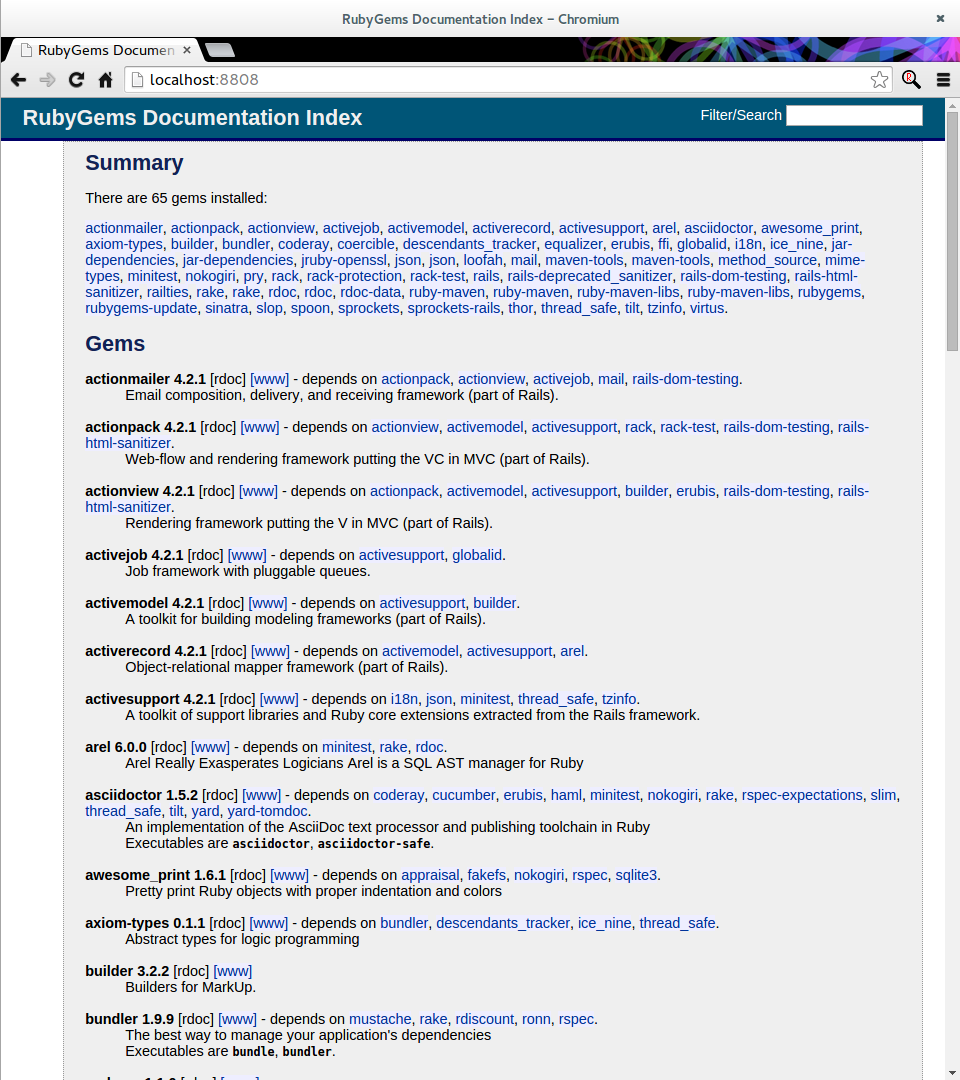 RubyGems Documentation Index - Chromium
RubyGems Documen
localhost:8808
RubyGems Documentation Index
Filter/Search
Summary
There are 65 gems installed:
actionmailer, actionpack, actionview, activejob, activemodel, activerecord, activesupport, arel, asciidoctor, awesome_print,
axiom-types, builder, bundler, coderay, coercible, descendants_tracker, equalizer, erubis, ffi, globalid, i18n, ice_nine, jar-
dependencies, jar-dependencies, jruby-openssl, json, json, loofah, mail, maven-tools, maven-tools, method_source, mime-
types, minitest, nokogiri, pry, rack, rack-protection, rack-test, rails, rails-deprecated_sanitizer, rails-dom-testing, rails-html-
sanitizer, railties, rake, rake, rdoc, rdoc, rdoc-data, ruby-maven, ruby-maven, ruby-maven-libs, ruby-maven-libs, rubygems,
rubygems-update, sinatra, slop, spoon, sprockets, sprockets-rails, thor, thread_safe, tilt, tzinfo, virtus.
Gems
actionmailer 4.2.1 [rdoc] [www] - depends on actionpack, actionview, activejob, mail, rails-dom-testing.
Email composition, delivery, and receiving framework (part of Rails).
actionpack 4.2.1 [rdoc] [www] - depends on actionview, activemodel, activesupport, rack, rack-test, rails-dom-testing, rails-
html-sanitizer.
Web-flow and rendering framework putting the VC in MVC (part of Rails).
actionview 4.2.1 [rdoc] [www] - depends on actionpack, activemodel, activesupport, builder, erubis, rails-dom-testing, rails-
html-sanitizer.
Rendering framework putting the V in MVC (part of Rails).
activejob 4.2.1 [rdoc] [www] - depends on activesupport, globalid.
Job framework with pluggable queues.
activemodel 4.2.1 [rdoc] [www] - depends on activesupport, builder.
A toolkit for building modeling frameworks (part of Rails).
activerecord 4.2.1 [rdoc] [www] - depends on activemodel, activesupport, arel.
Object-relational mapper framework (part of Rails).
activesupport 4.2.1 [rdoc] [www] - depends on i18n, json, minitest, thread_safe, tzinfo.
A toolkit of support libraries and Ruby core extensions extracted from the Rails framework.
arel 6.0.0 [rdoc] [www] - depends on minitest, rake, rdoc.
Arel Really Exasperates Logicians Arel is a SQL AST manager for Ruby
asciidoctor 1.5.2 [rdoc] [www] - depends on coderay, cucumber, erubis, haml, minitest, nokogiri, rake, rspec-expectations, slim,
thread_safe, tilt, yard, yard-tomdoc.
An implementation of the AsciiDoc text processor and publishing toolchain in Ruby
Executables are asciidoctor, asciidoctor-safe.
awesome_print 1.6.1 [rdoc] [www] - depends on appraisal, fakefs, nokogiri, rspec, sqlite3.
Pretty print Ruby objects with proper indentation and colors
axiom-types 0.1.1 [rdoc] [www] - depends on bundler, descendants_tracker, ice_nine, thread_safe.
Abstract types for logic programming
builder 3.2.2 [rdoc] [www]
Builders for MarkUp.
bundler 1.9.9 [rdoc] [www] - depends on mustache, rake, rdiscount, ronn, rspec.
The best way to manage your application's dependencies
Executables are bundle, bundler.